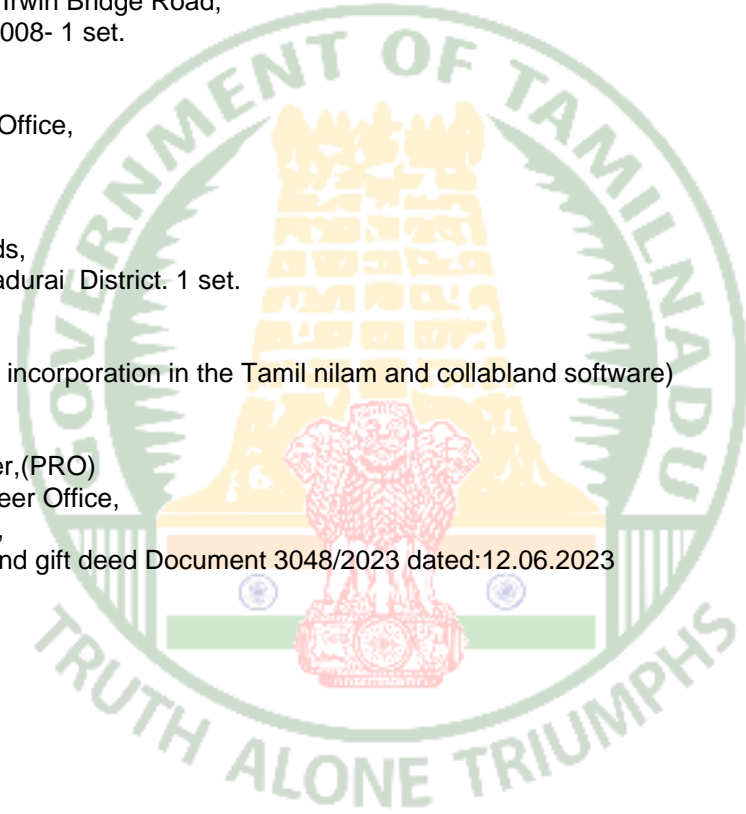 Irwin Bridge Road,
008- 1 set.
Office,
ds,
adurai District. 1 set.
incorporation in the Tamil nilam and collabland software)
er,(PRO)
eer Office,
,
nd gift deed Document 3048/2023 dated:12.06.2023
GOVERNMENT OF TAMILNADU
TRUTH ALONE TRIUMPHS